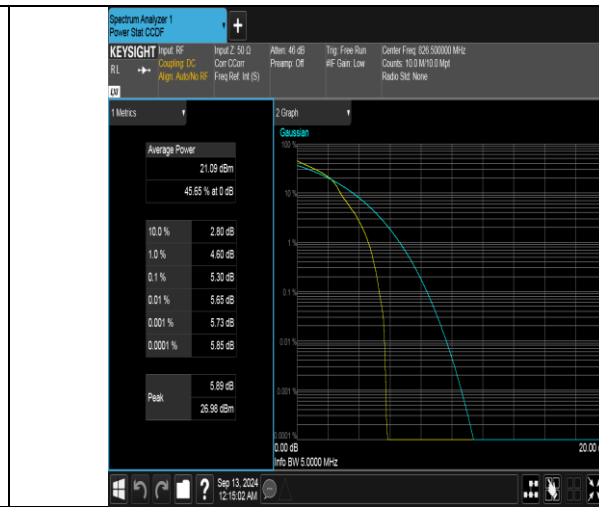 Spectrum Analyzer 1
Power Stat CCDF
+
KEYSIGHT Input: RF Input Z: 50 Ω Atten: 46 dB Trig: Free Run Center Freq: 826.500000 MHz
RL Coupling: DC Corr CCorr Preamp: Off #IF Gain: Low Counts: 10.0 M/10.0 Mpt
Align: Auto/No RF Freq Ref: Int (S) Radio Std: None
LXI
1 Metrics
2 Graph
Average Power
21.09 dBm
45.65 % at 0 dB
10.0 % 2.80 dB
1.0 % 4.60 dB
0.1 % 5.30 dB
0.01 % 5.65 dB
0.001 % 5.73 dB
0.0001 % 5.85 dB
Peak
5.89 dB
26.98 dBm
Gaussian
100 %
10 %
1 %
0.1 %
0.01 %
0.001 %
0.0001 %
0.00 dB 20.00
Info BW 5.0000 MHz
?
Sep 13, 2024
12:15:02 AM